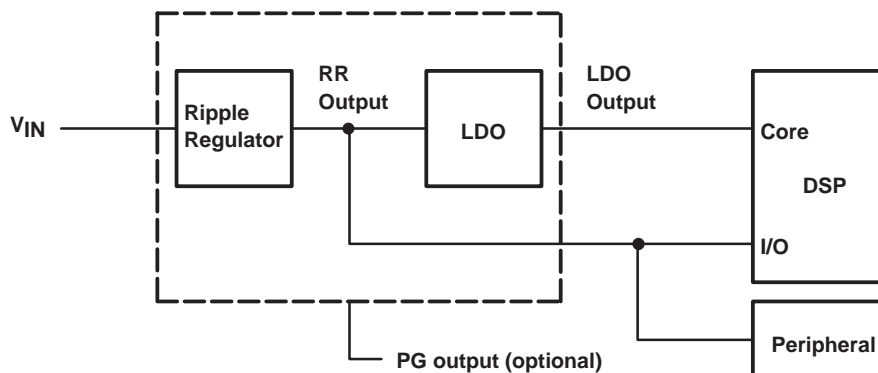 RR
Output
LDO
Output
Ripple
Regulator
LDO
VIN
Core
DSP
I/O
Peripheral
PG output (optional)